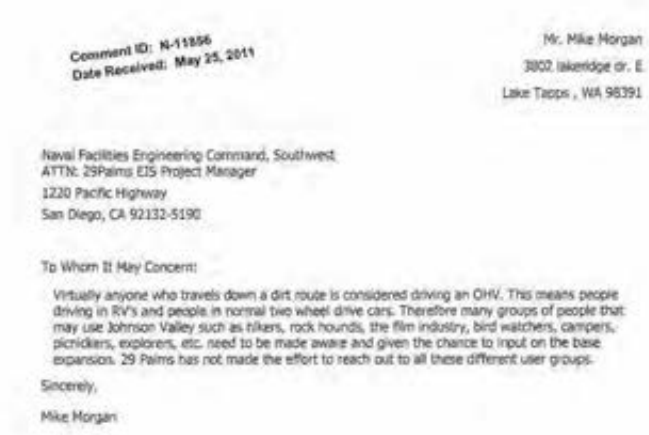 Comment ID: N-11856
Date Received: May 25, 2011
Mr. Mike Morgan
3802 lakeridge dr. E
Lake Tapps , WA 98391
Naval Facilities Engineering Command, Southwest
ATTN: 29Palms EIS Project Manager
1220 Pacific Highway
San Diego, CA 92132-5190
To Whom It May Concern:
Virtually anyone who travels down a dirt route is considered driving an OHV. This means people
driving in RV's and people in normal two wheel drive cars. Therefore many groups of people that
may use Johnson Valley such as hikers, rock hounds, the film industry, bird watchers, campers,
picnickers, explorers, etc. need to be made aware and given the chance to input on the base
expansion. 29 Palms has not made the effort to reach out to all these different user groups.
Sincerely,
Mike Morgan